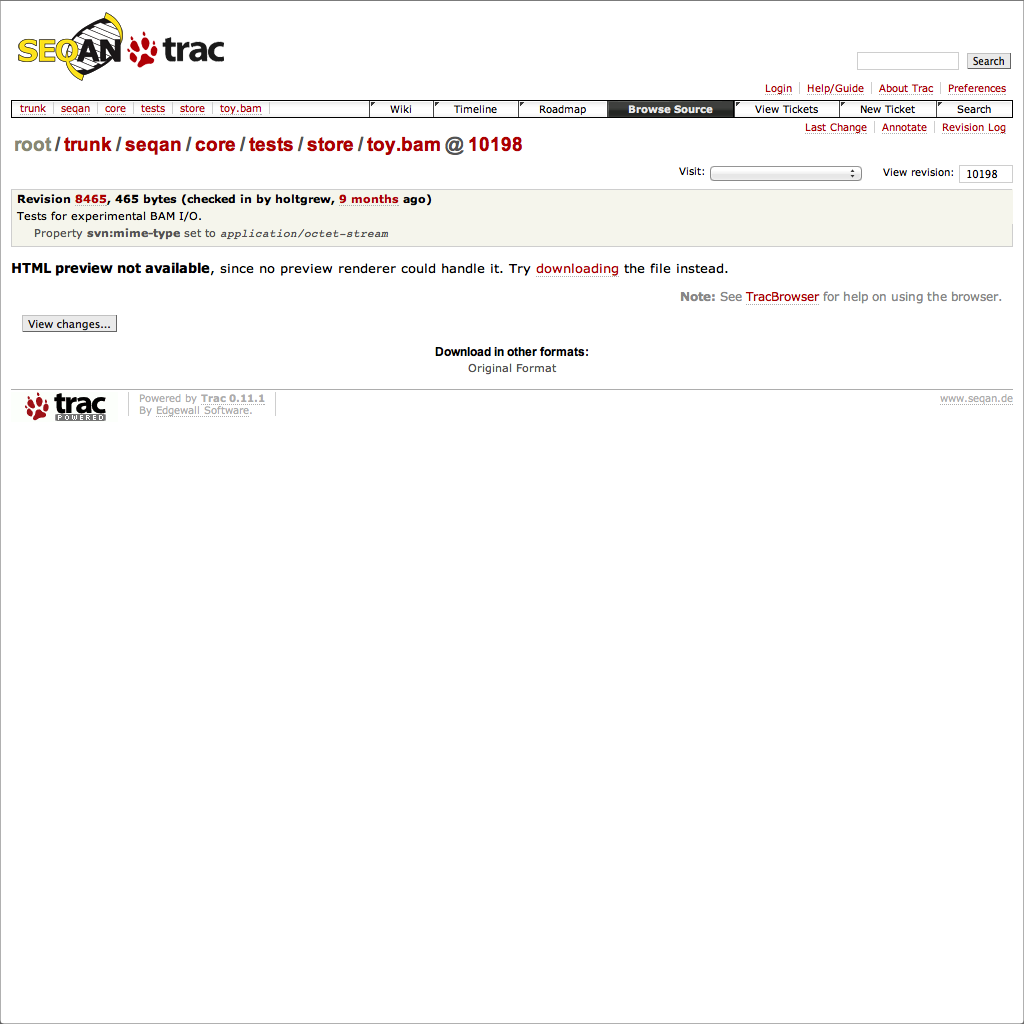 SEQAN trac
Search
Login Help/Guide About Trac Preferences
trunk seqan core tests store toy.bam Wiki Timeline Roadmap Browse Source View Tickets New Ticket Search
Last Change Annotate Revision Log
root / trunk / seqan / core / tests / store / toy.bam @ 10198
Visit: View revision: 10198
Revision 8465, 465 bytes (checked in by holtgrew, 9 months ago)
Tests for experimental BAM I/O.
Property svn:mime-type set to application/octet-stream
HTML preview not available, since no preview renderer could handle it. Try downloading the file instead.
Note: See TracBrowser for help on using the browser.
View changes...
Download in other formats:
Original Format
trac POWERED
Powered by Trac 0.11.1
By Edgewall Software.
www.seqan.de